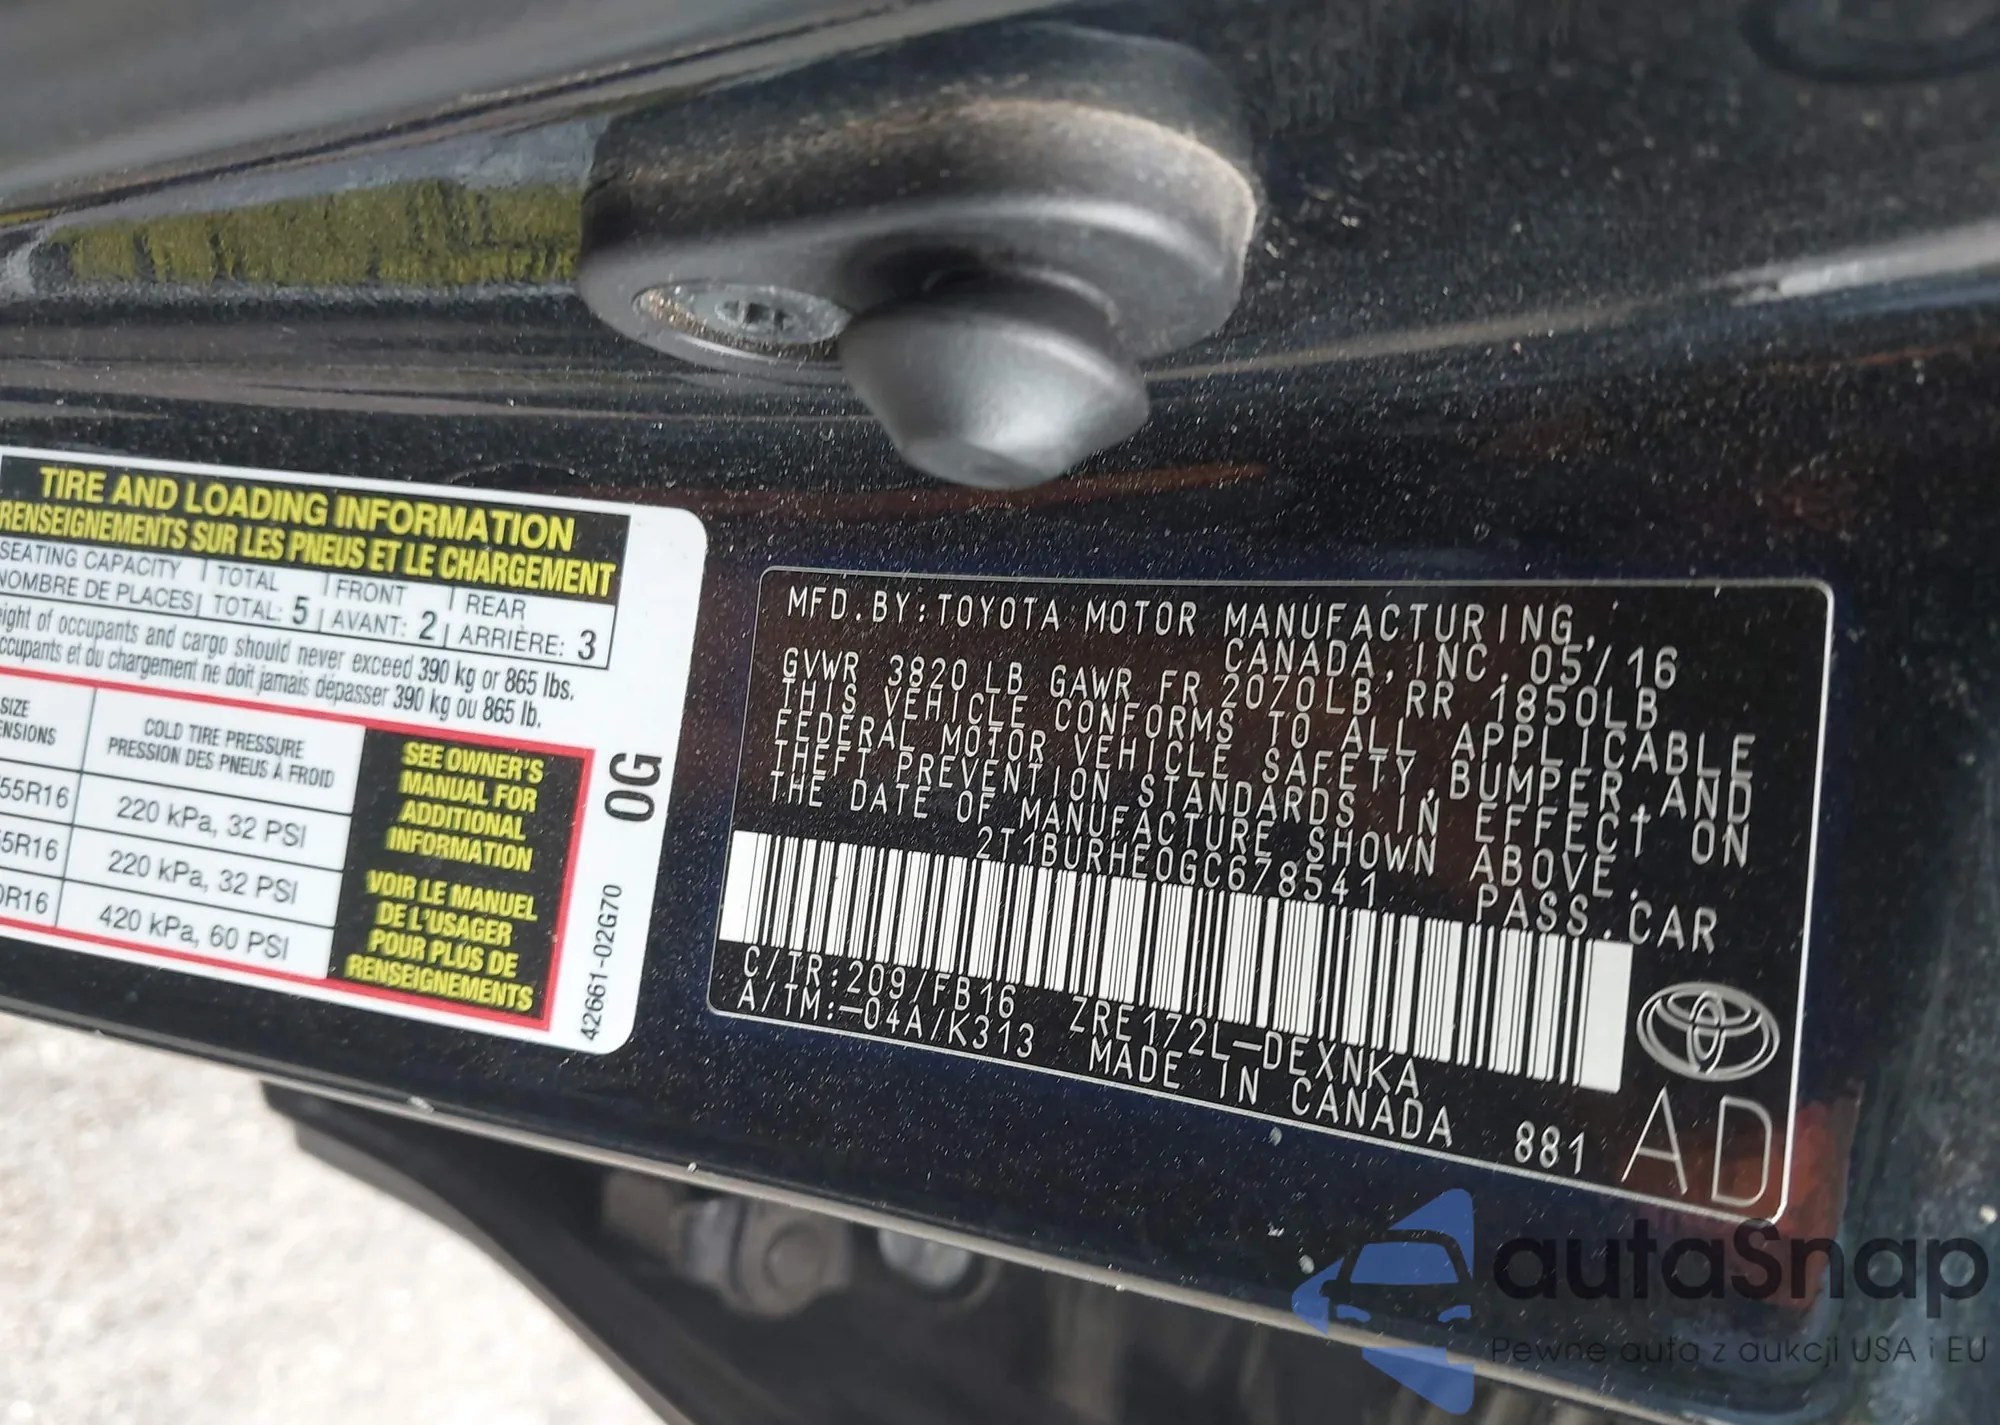 TIRE AND LOADING INFORMATION
RENSEIGNEMENTS SUR LES PNEUS ET LE CHARGEMENT
SEATING CAPACITY TOTAL FRONT REAR
NOMBRE DE PLACES TOTAL: 5 AVANT: 2 ARRIÈRE: 3
of occupants and cargo should never exceed 390 kg or 865 lbs.
et du chargement ne doit jamais dépasser 390 kg ou 865 lb.
SIZE
COLD TIRE PRESSURE
PRESSION DES PNEUS À FROID
55R16 220 kPa, 32 PSI
5R16 220 kPa, 32 PSI
R16 420 kPa, 60 PSI
SEE OWNER'S
MANUAL FOR
ADDITIONAL
INFORMATION
VOIR LE MANUEL
DE L'USAGER
POUR PLUS DE
RENSEIGNEMENTS
0G
42661-02G70
MFD.BY:TOYOTA MOTOR MANUFACTURING,
CANADA,INC. 05/16
GVWR 3820 LB GAWR FR 2070LB RR 1850LB
THIS VEHICLE CONFORMS TO ALL APPLICABLE
FEDERAL MOTOR VEHICLE SAFETY,BUMPER,AND
THEFT PREVENTION STANDARDS IN EFFECT ON
THE DATE OF MANUFACTURE SHOWN ABOVE.
2T1BURHE0GC678541 PASS.CAR
C/TR:209/FB16 ZRE172L-DEXNKA
A/TM:-04A/K313 MADE IN CANADA
881 AD
autaSnap
Pewne auta z aukcji USA i EU